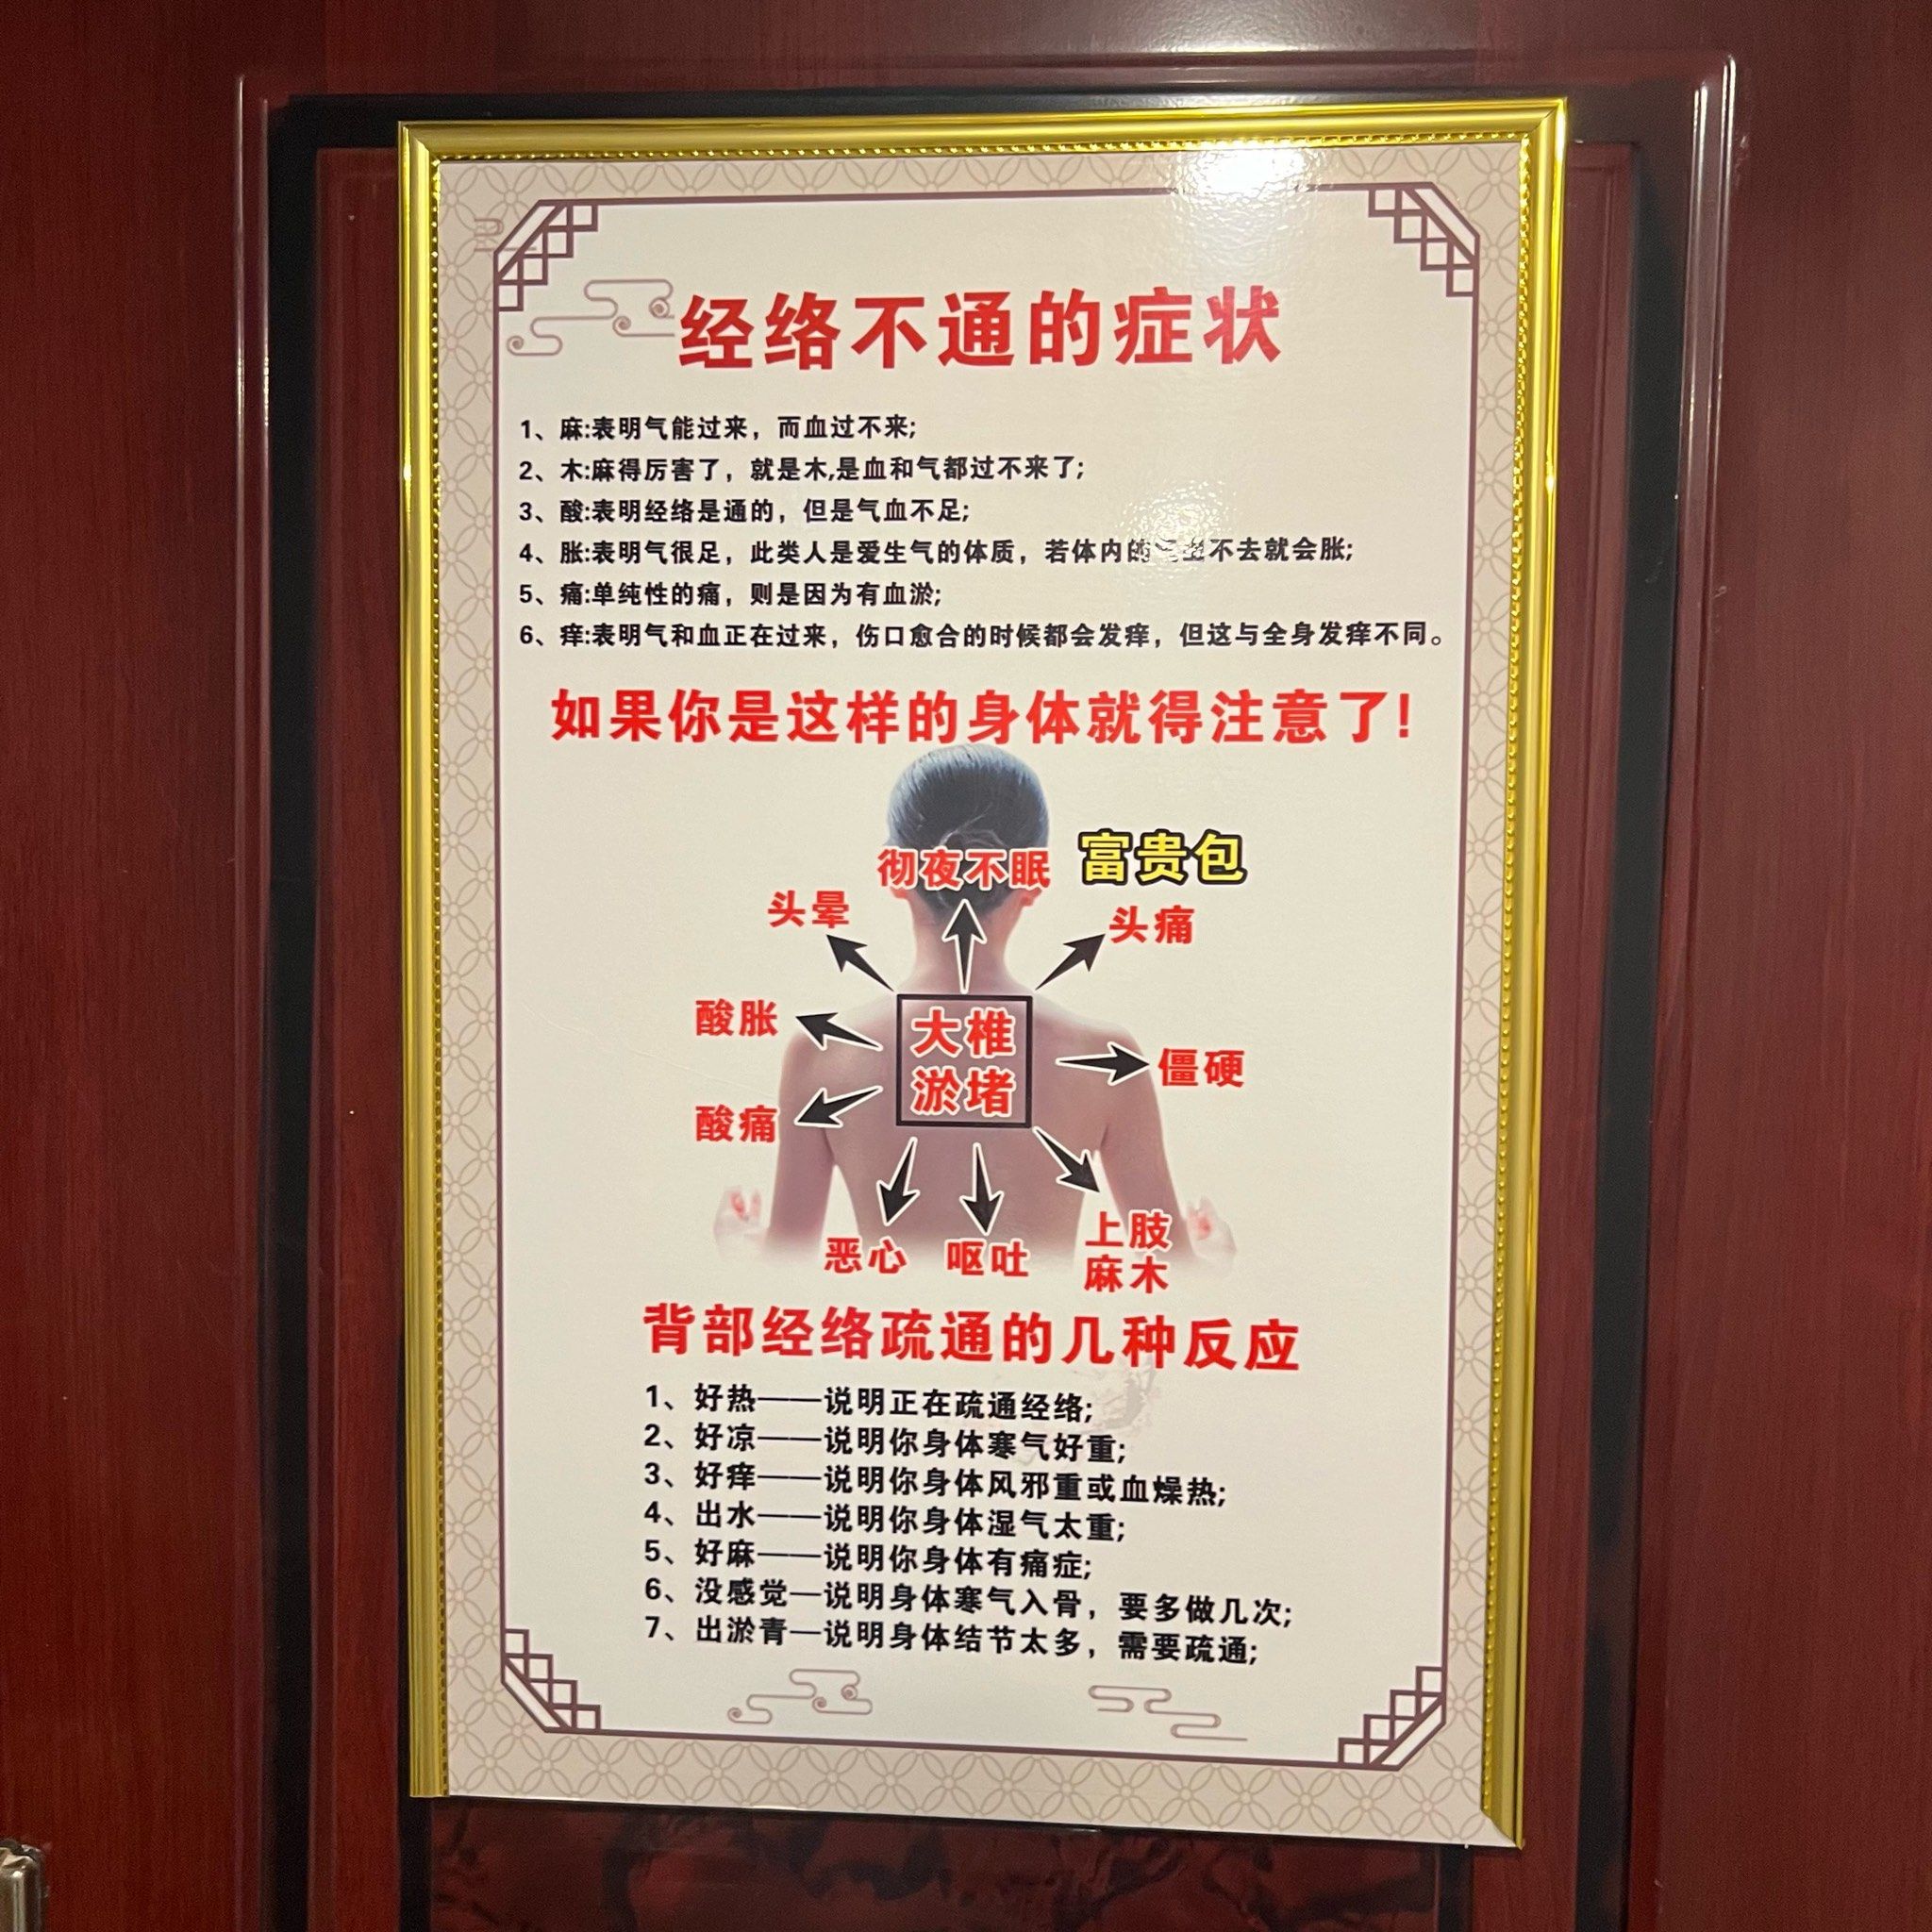 经络不通的症状
1、麻:表明气能过来，而血过不来;
2、木:麻得厉害了，就是木,是血和气都过不来了;
3、酸:表明经络是通的，但是气血不足;
4、胀:表明气很足，此类人是爱生气的体质，若体内的不去就会胀;
5、痛:单纯性的痛，则是因为有血淤;
6、痒:表明气和血正在过来，伤口愈合的时候都会发痒，但这与全身发痒不同。
如果你是这样的身体就得注意了!
富贵包
彻夜不眠
头晕
头痛
酸胀
大椎
淤堵
僵硬
酸痛
恶心
呕吐
上肢
麻木
背部经络疏通的几种反应
1、好热——说明正在疏通经络;
2、好凉——说明你身体寒气好重;
3、好痒——说明你身体风邪重或血燥热;
4、出水——说明你身体湿气太重;
5、好麻——说明你身体有痛症;
6、没感觉—说明身体寒气入骨，要多做几次;
7、出淤青—说明身体结节太多，需要疏通;